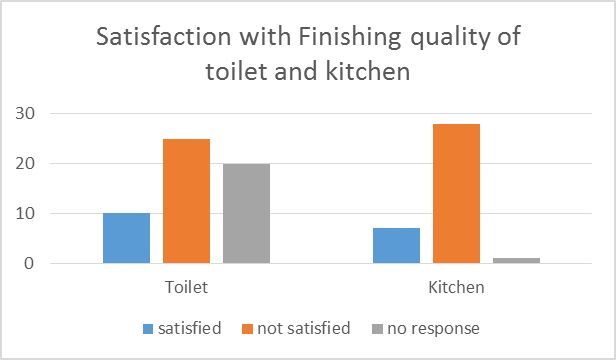 Satisfaction with Finishing quality of
toilet and kitchen
30
20
10
0
Toilet Kitchen
satisfied not satisfied no response